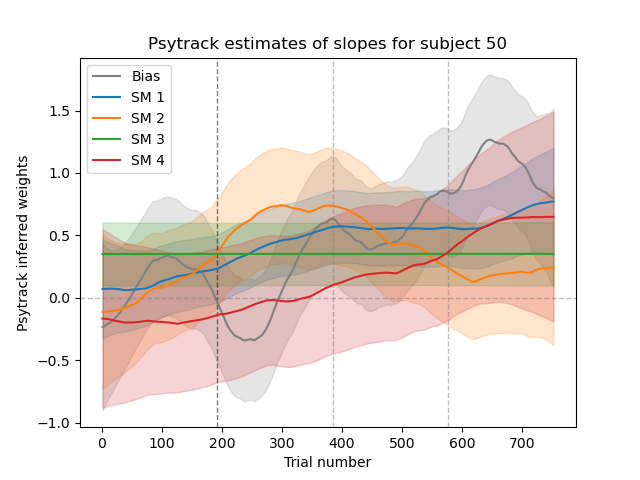 Psytrack estimates of slopes for subject 50
Bias
SM 1
SM 2
SM 3
SM 4
Psytrack inferred weights
1.5
1.0
0.5
0.0
−0.5
−1.0
0 100 200 300 400 500 600 700
Trial number